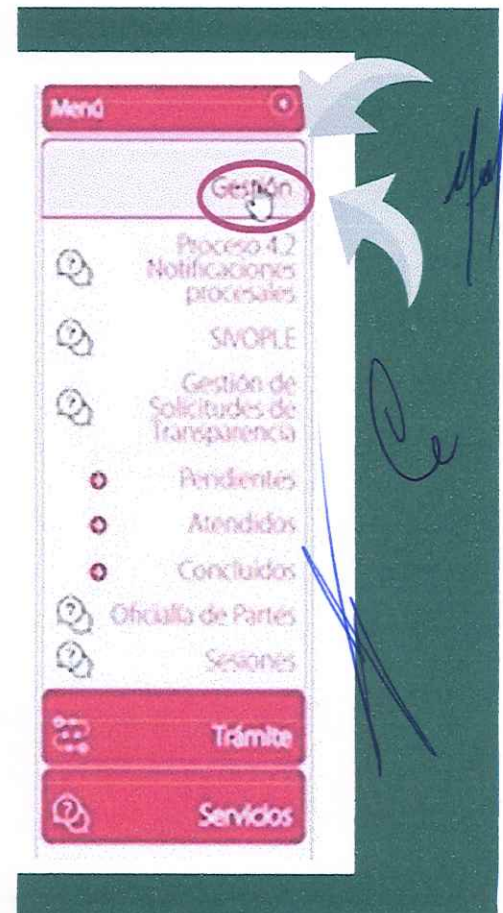 Menú
Gestión
Proceso 4.2
Notificaciones
procesales
SIVOPLE
Gestión de
Solicitudes de
Transparencia
Pendientes
Atendidos
Concluidos
Oficialía de Partes
Sesiones
Trámite
Servicios